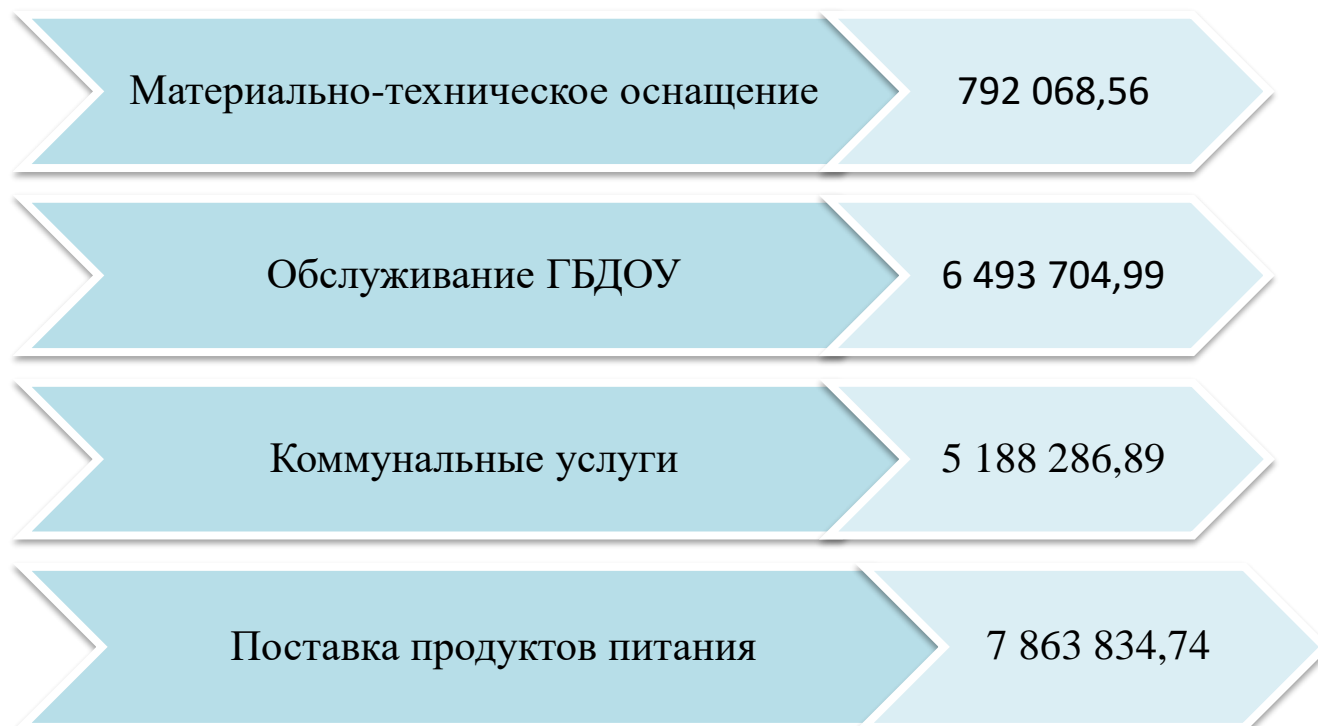 Материально-техническое оснащение 792 068,56
Обслуживание ГБДОУ 6 493 704,99
Коммунальные услуги 5 188 286,89
Поставка продуктов питания 7 863 834,74